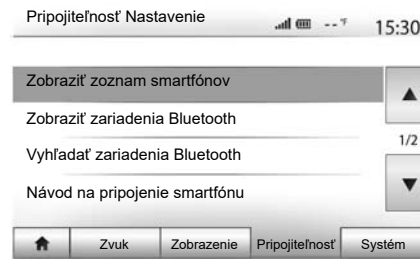 Pripojiteľnosť Nastavenie
--°F 15:30
Zobraziť zoznam smartfónov
Zobraziť zariadenia Bluetooth
1/2
Vyhľadať zariadenia Bluetooth
Návod na pripojenie smartfónu
Zvuk Zobrazenie Pripojiteľnosť Systém